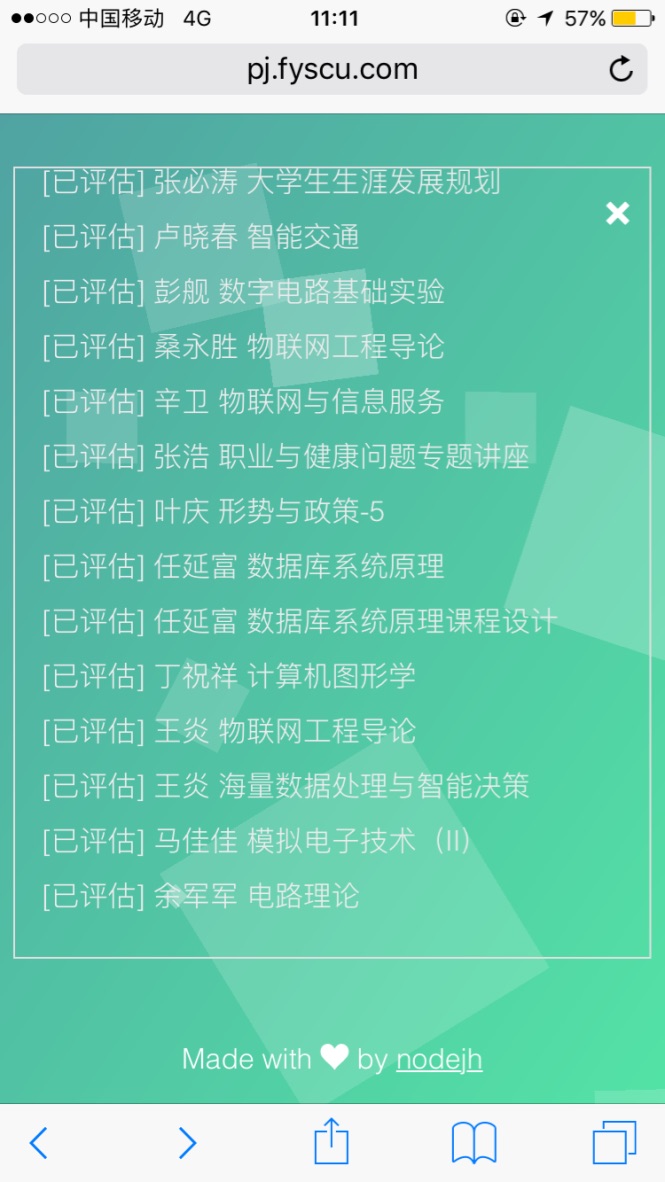 中国移动 4G 11:11 57%
pj.fyscu.com
[已评估] 张必涛 大学生生涯发展规划
[已评估] 卢晓春 智能交通
[已评估] 彭舰 数字电路基础实验
[已评估] 桑永胜 物联网工程导论
[已评估] 辛卫 物联网与信息服务
[已评估] 张浩 职业与健康问题专题讲座
[已评估] 叶庆 形势与政策-5
[已评估] 任延富 数据库系统原理
[已评估] 任延富 数据库系统原理课程设计
[已评估] 丁祝祥 计算机图形学
[已评估] 王炎 物联网工程导论
[已评估] 王炎 海量数据处理与智能决策
[已评估] 马佳佳 模拟电子技术（II）
[已评估] 余军军 电路理论
Made with ♥ by nodejh